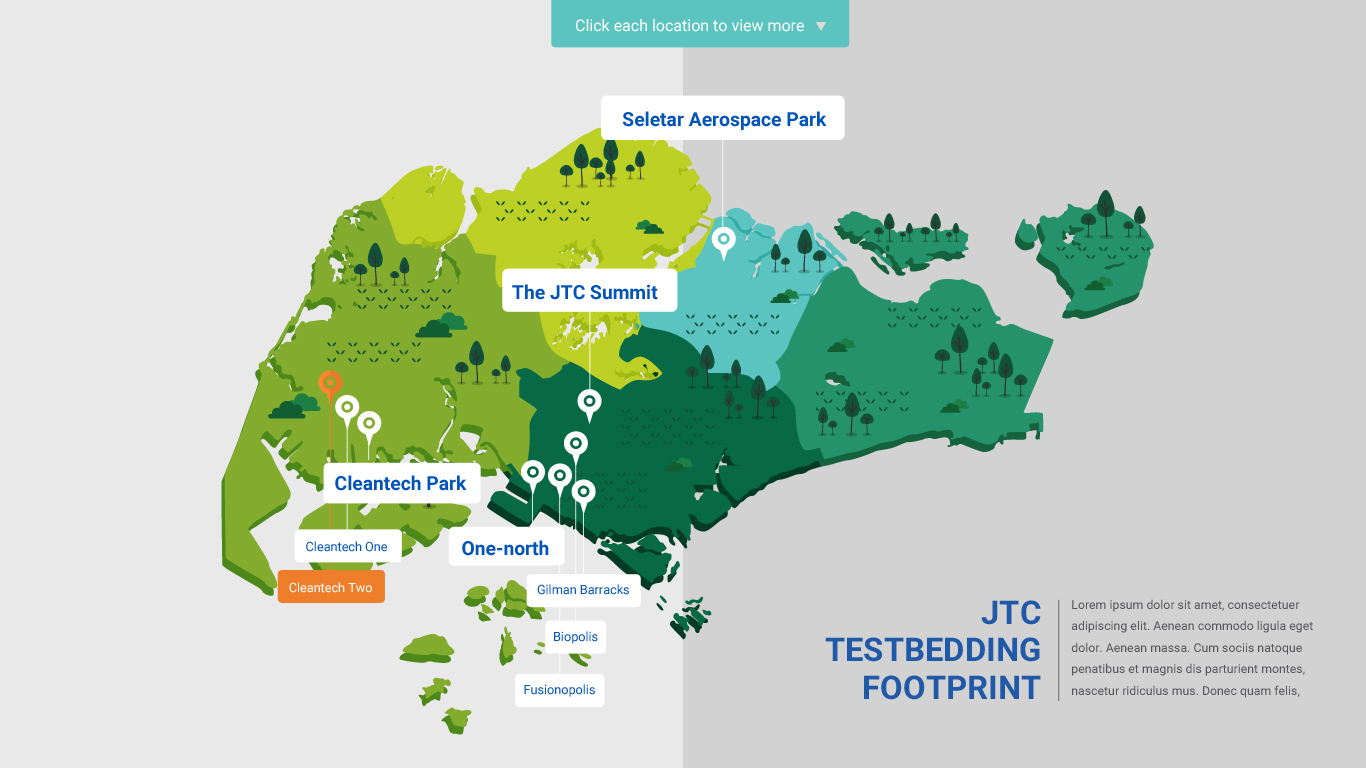 Click each location to view more
Seletar Aerospace Park
The JTC Summit
Cleantech Park
Cleantech One
One-north
Cleantech Two
Gilman Barracks
Biopolis
Fusionopolis
JTC
TESTBEDDING
FOOTPRINT
Lorem ipsum dolor sit amet, consectetuer
adipiscing elit. Aenean commodo ligula eget
dolor. Aenean massa. Cum sociis natoque
penatibus et magnis dis parturient montes,
nascetur ridiculus mus. Donec quam felis,